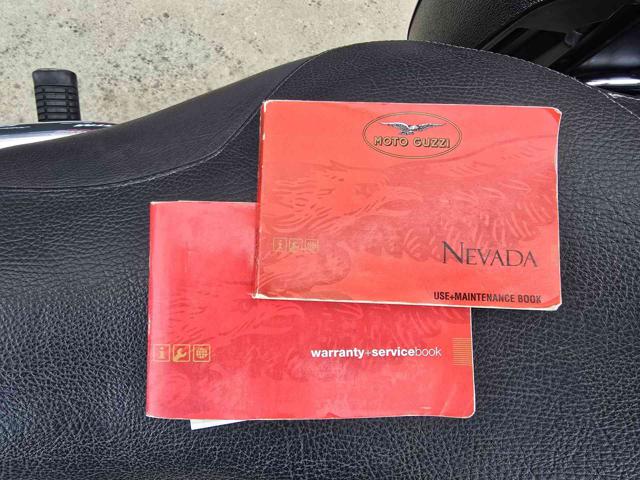 MOTO GUZZI
NEVADA
USE+MAINTENANCE BOOK
warranty+servicebook